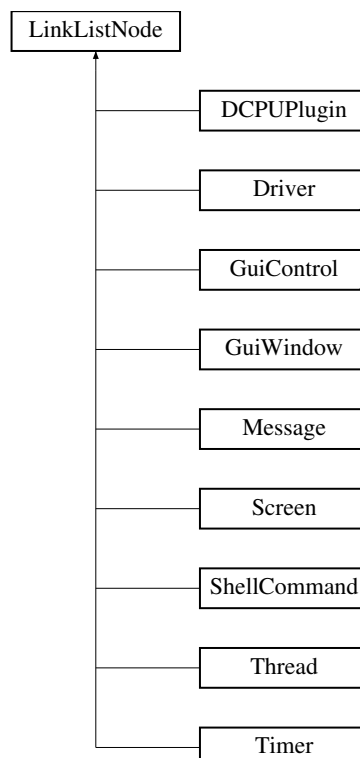 LinkListNode
DCPUPlugin
Driver
GuiControl
GuiWindow
Message
Screen
ShellCommand
Thread
Timer